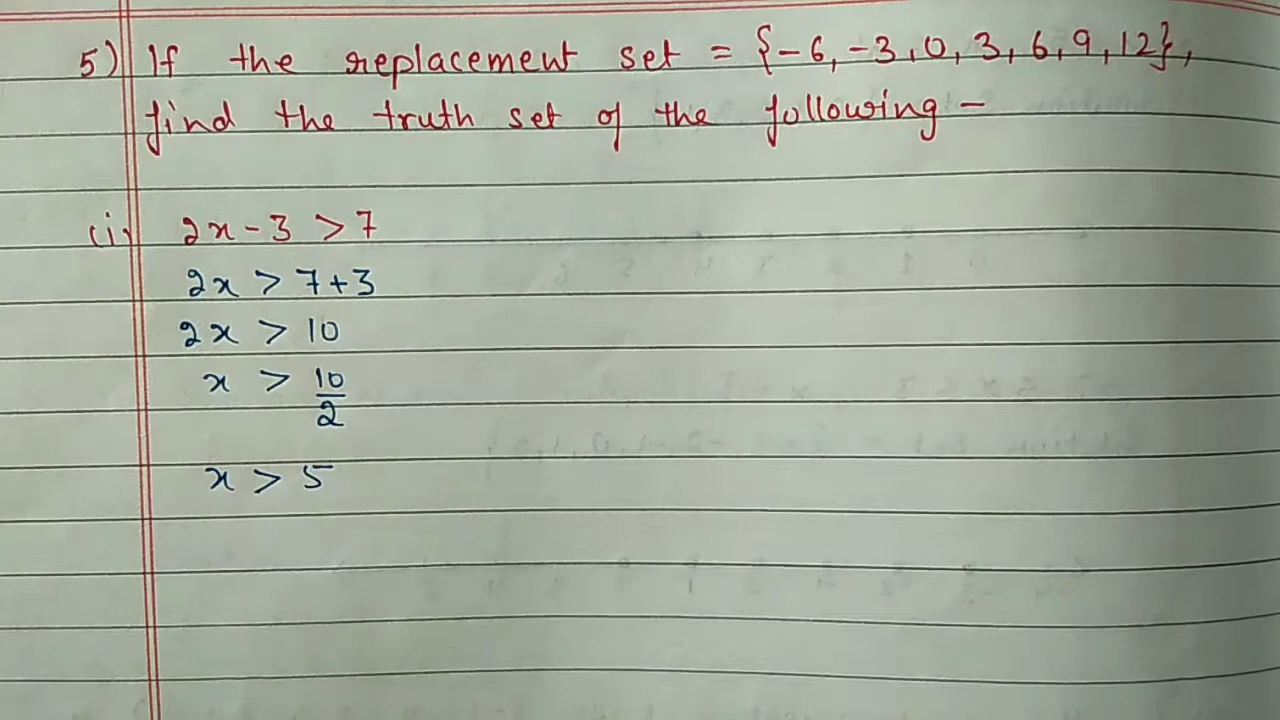 5) If the replacement set = {-6, -3, 0, 3, 6, 9, 12},
find the truth set of the following -
(i) 2x - 3 > 7
2x > 7+3
2x > 10
x > 10/2
x > 5